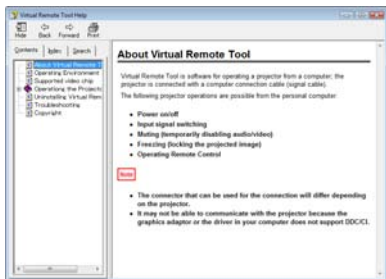 Virtual Remote Tool Help
Hide Back Forward Print
Contents Index Search
About Virtual Remote T
Operating Environment
Supported video chip
Operations the Projecto
Uninstalling Virtual Rem
Troubleshooting
Copyright
About Virtual Remote Tool
Virtual Remote Tool is software for operating a projector from a computer; the
projector is connected with a computer connection cable (signal cable).
The following projector operations are possible from the personal computer:
• Power on/off
• Input signal switching
• Muting (temporarily disabling audio/video)
• Freezing (locking the projected image)
• Operating Remote Control
Note
• The connector that can be used for the connection will differ depending
on the projector.
• It may not be able to communicate with the projector because the
graphics adaptor or the driver in your computer does not support DDC/CI.